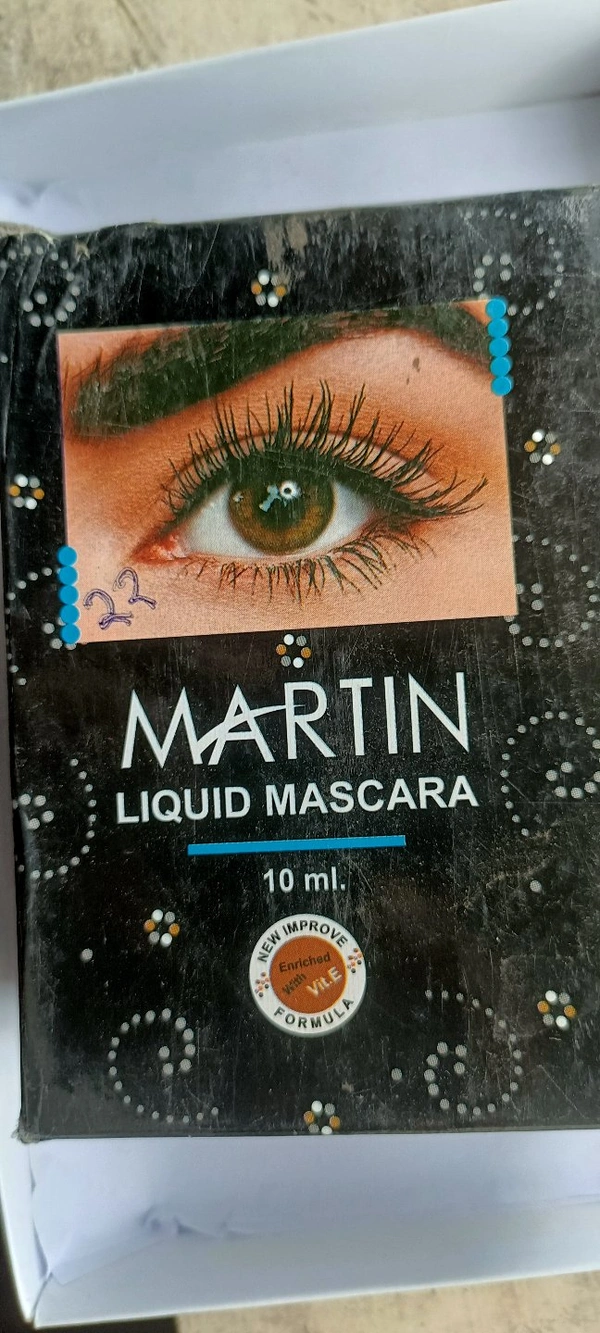 22
MARTIN
LIQUID MASCARA
10 ml.
NEW IMPROVE
Enriched
With
Vit.E
FORMULA